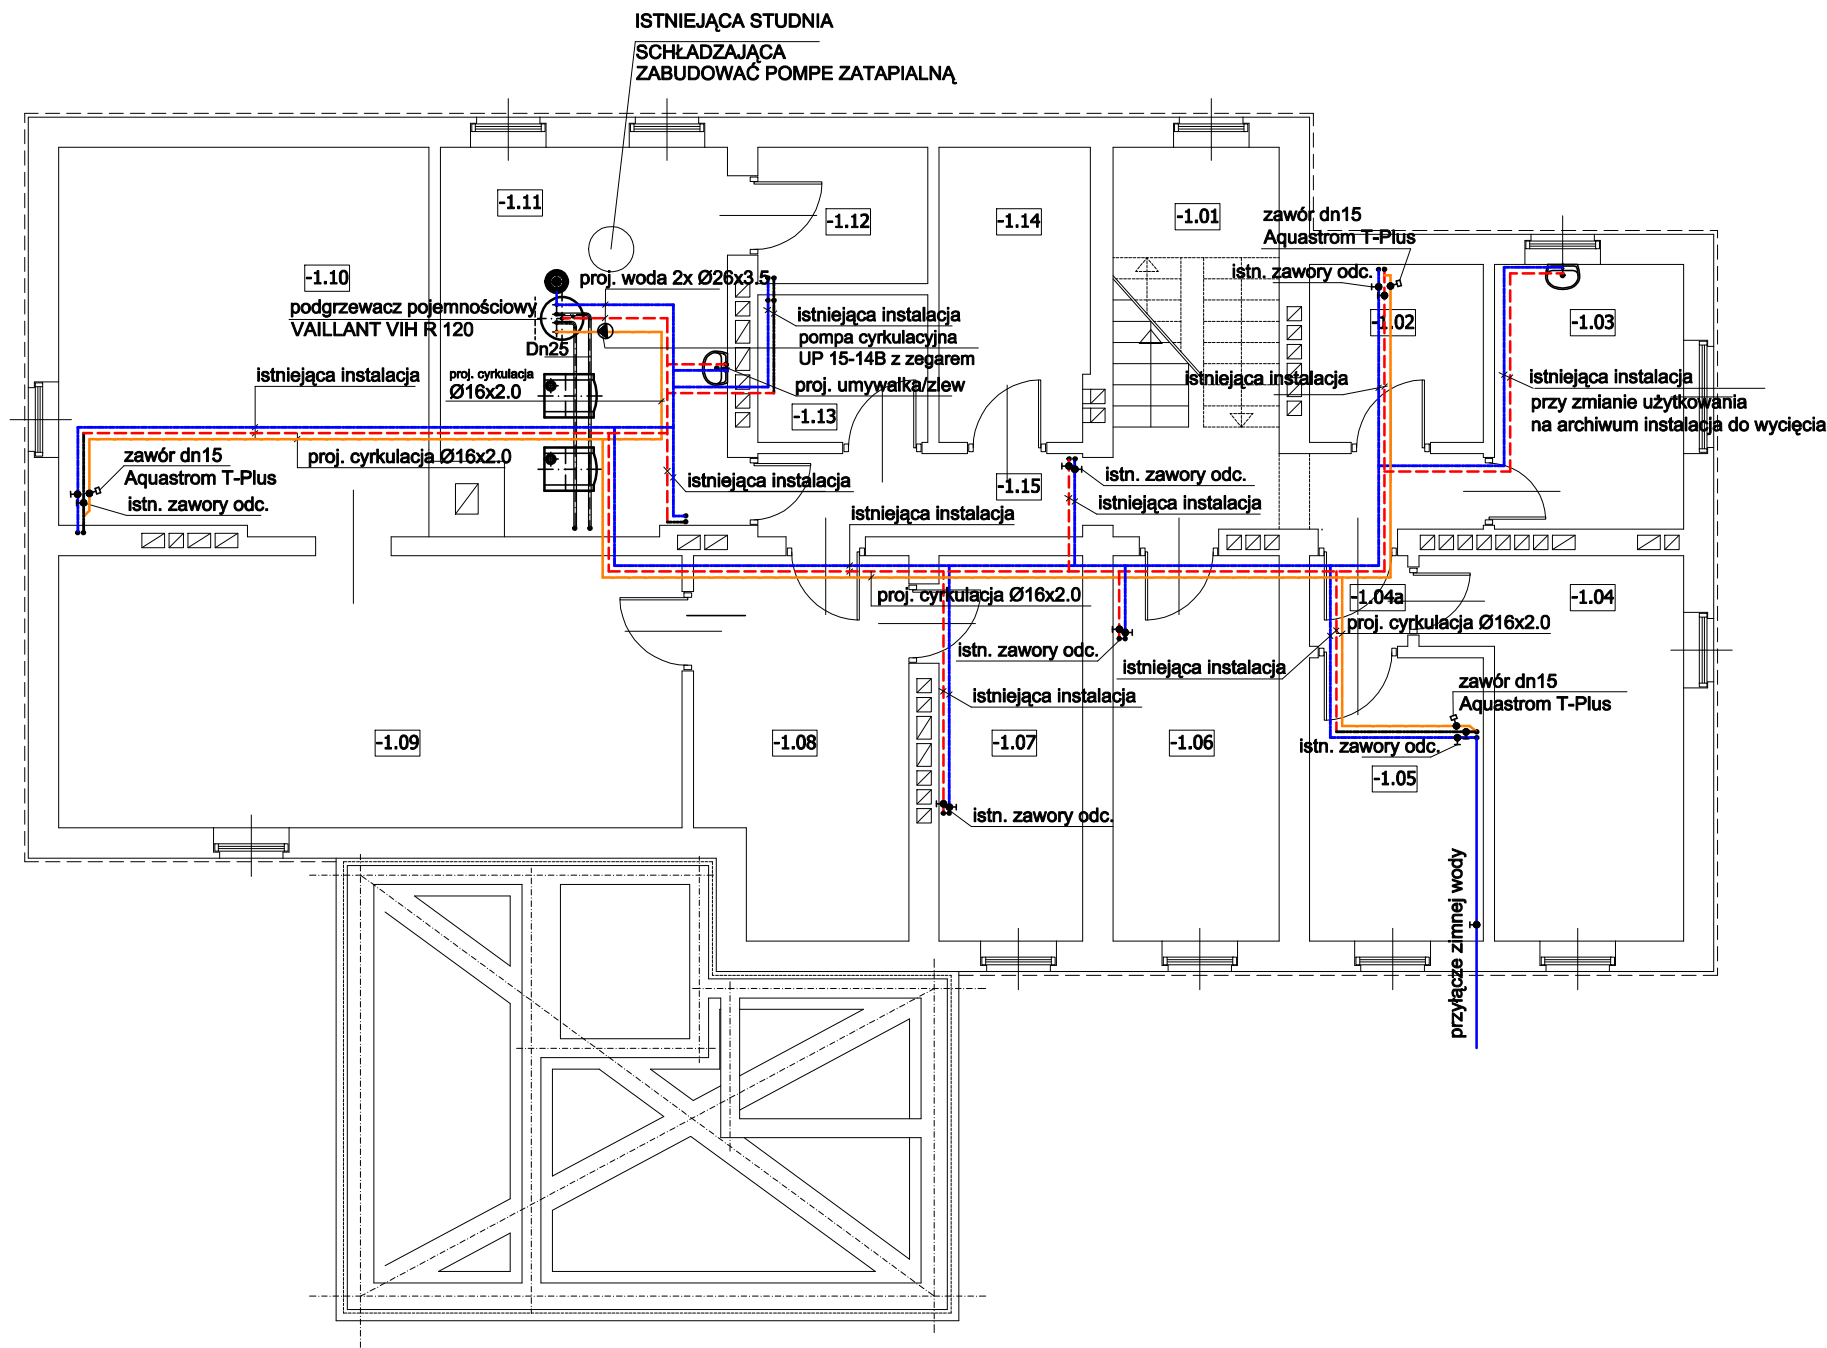 ISTNIEJĄCA STUDNIA
SCHŁADZAJĄCA
ZABUDOWAĆ POMPE ZATAPIALNĄ
-1.11
-1.12
-1.14
-1.01
zawór dn15
Aquastrom T-Plus
istn. zawory odc.
-1.10
proj. woda 2x Ø26x3.5
podgrzewacz pojemnościowy
VAILLANT VIH R 120
Dn25
istniejąca instalacja
pompa cyrkulacyjna
UP 15-14B z zegarem
proj. umywalka/zlew
-1.02
-1.03
istniejąca instalacja
proj. cyrkulacja
Ø16x2.0
istniejąca instalacja
istniejąca instalacja
przy zmianie użytkowania
na archiwum instalacja do wycięcia
-1.13
proj. cyrkulacja Ø16x2.0
zawór dn15
Aquastrom T-Plus
istn. zawory odc.
istniejąca instalacja
-1.15
istn. zawory odc.
istniejąca instalacja
istniejąca instalacja
proj. cyrkulacja Ø16x2.0
-1.04a
-1.04
proj. cyrkulacja Ø16x2.0
istn. zawory odc.
istniejąca instalacja
istniejąca instalacja
zawór dn15
Aquastrom T-Plus
istn. zawory odc.
-1.09
-1.08
-1.07
-1.06
-1.05
istn. zawory odc.
przyłącze zimnej wody